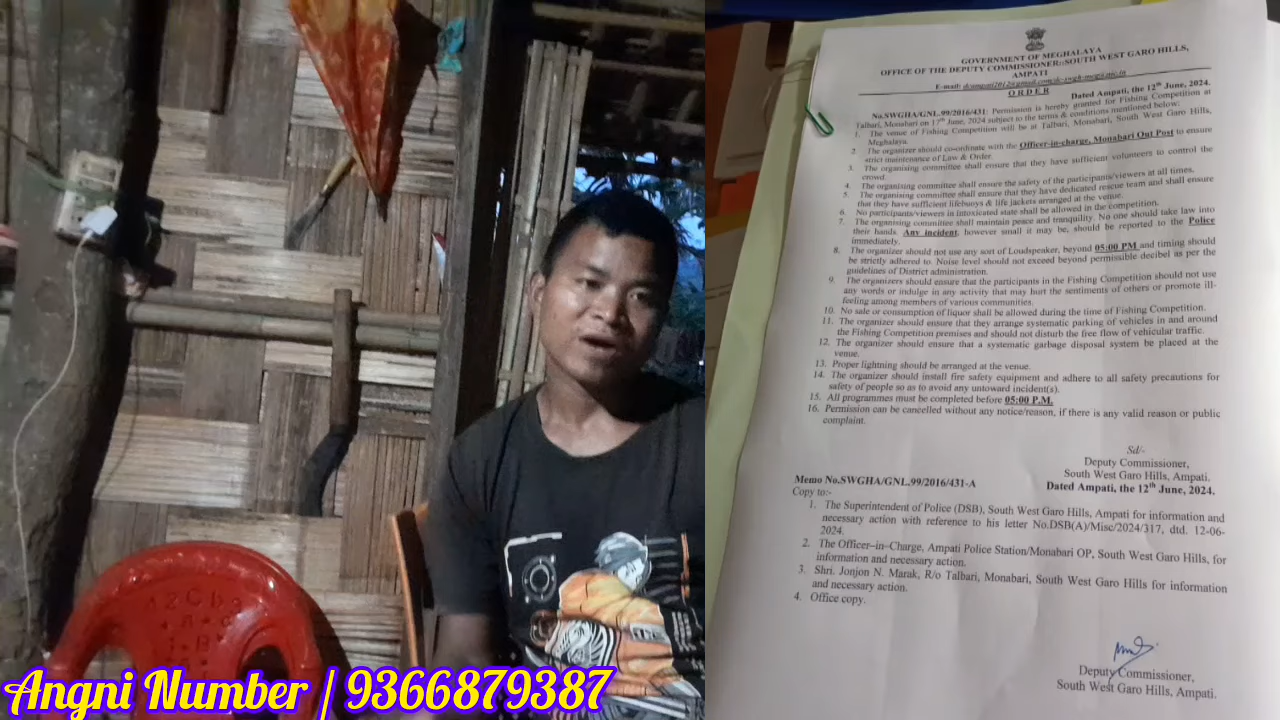 GOVERNMENT OF MEGHALAYA
OFFICE OF THE DEPUTY COMMISSIONER::SOUTH WEST GARO HILLS,
AMPATI
E-mail:
ORDER
Dated Ampati, the 12th June, 2024.
No.SWGHA/GNL.99/2016/431: Permission is hereby granted for Fishing Competition at
Talbari, Monabari on 17th June, 2024 subject to the terms & conditions mentioned below:
1. The venue of Fishing Competition will be at Talbari, Monabari, South West Garo Hills,
Meghalaya.
2. The organizer should co-ordinate with the Officer-in-charge, Monabari Out Post to ensure
strict maintenance of Law & Order.
3. The organising committee shall ensure that they have sufficient volunteers to control the
crowd.
4. The organising committee shall ensure the safety of the participants/viewers at all times.
5. The organising committee shall ensure that they have dedicated rescue team and shall ensure
that they have sufficient lifebuoys & life jackets arranged at the venue.
6. No participants/viewers in intoxicated state shall be allowed in the competition.
7. The organising committee shall maintain peace and tranquility. No one should take law into
their hands. Any incident, however small it may be, should be reported to the Police
immediately.
8. The organizer should not use any sort of Loudspeaker, beyond 05:00 PM and timing should
be strictly adhered to. Noise level should not exceed beyond permissible decibel as per the
guidelines of District administration.
9. The organizers should ensure that the participants in the Fishing Competition should not use
any words or indulge in any activity that may hurt the sentiments of others or promote ill-
feeling among members of various communities.
10. No sale or consumption of liquor shall be allowed during the time of Fishing Competition.
11. The organizer should ensure that they arrange systematic parking of vehicles in and around
the Fishing Competition premises and should not disturb the free flow of vehicular traffic.
12. The organizer should ensure that a systematic garbage disposal system be placed at the
venue.
13. Proper lightning should be arranged at the venue.
14. The organizer should install fire safety equipment and adhere to all safety precautions for
safety of people so as to avoid any untoward incident(s).
15. All programmes must be completed before 05:00 P.M.
16. Permission can be cancelled without any notice/reason, if there is any valid reason or public
complaint.
Sd/-
Deputy Commissioner,
South West Garo Hills, Ampati.
Memo No.SWGHA/GNL.99/2016/431-A
Dated Ampati, the 12th June, 2024.
Copy to:-
1. The Superintendent of Police (DSB), South West Garo Hills, Ampati for information and
necessary action with reference to his letter No.DSB(A)/Misc/2024/317, dtd. 12-06-
2024.
2. The Officer–in-Charge, Ampati Police Station/Monabari OP, South West Garo Hills, for
information and necessary action.
3. Shri. Jonjon N. Marak, R/o Talbari, Monabari, South West Garo Hills for information
and necessary action.
4. Office copy.
Deputy Commissioner,
South West Garo Hills, Ampati.
Angni Number | 9366879387